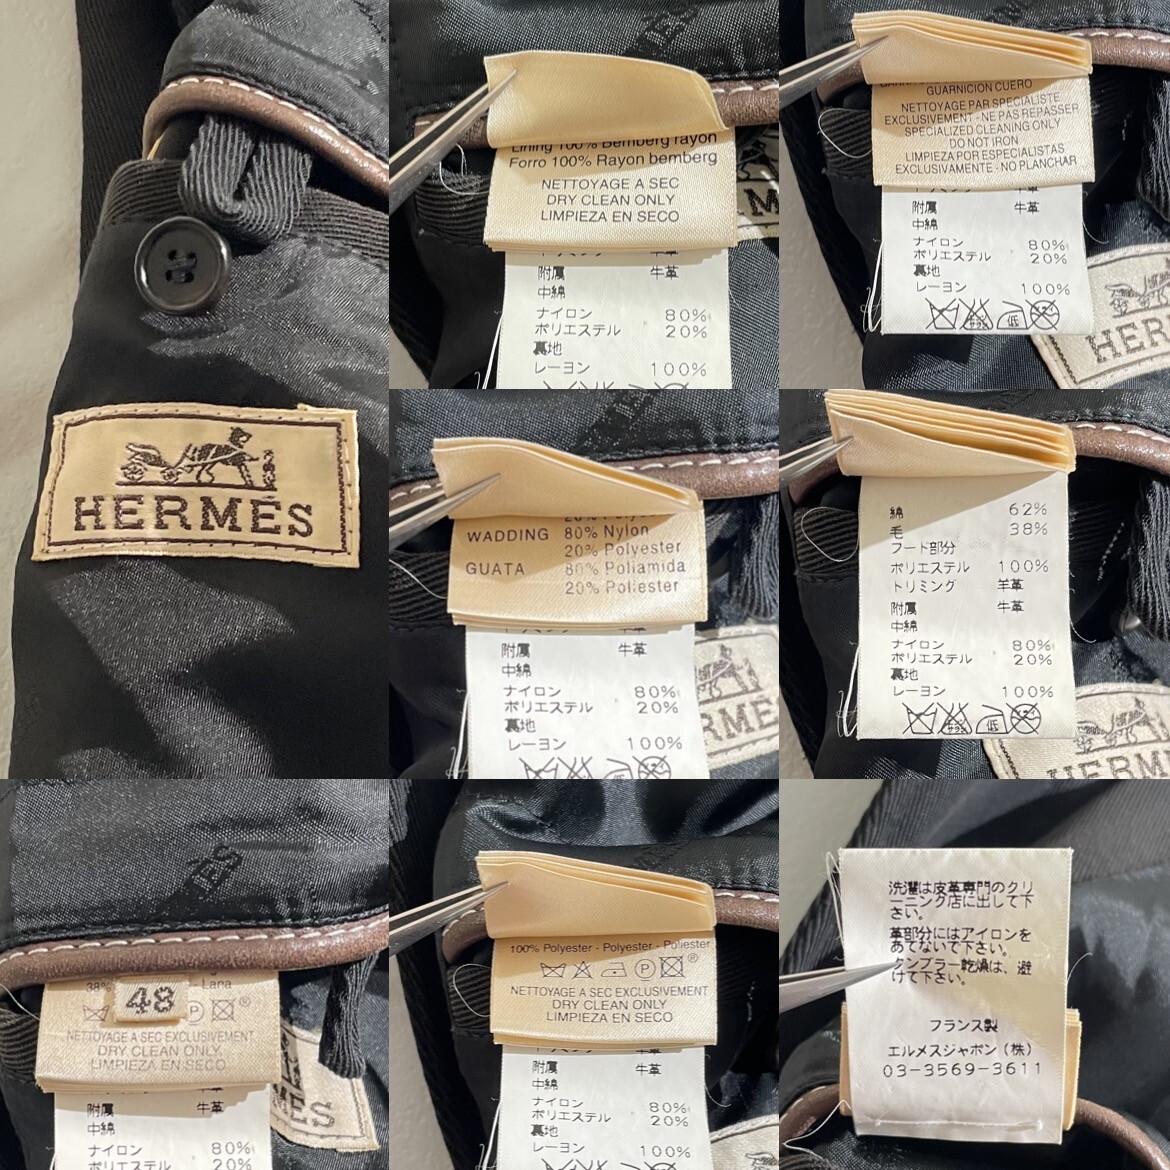 HERMÈS
Lining 100% Bemberg rayon
Forro 100% Rayon bemberg
NETTOYAGE A SEC
DRY CLEAN ONLY
LIMPIEZA EN SECO
附属 牛革
中綿
ナイロン 80%
ポリエステル 20%
裏地
レーヨン 100%
GUARNICION CUERO
NETTOYAGE PAR SPECIALISTE
EXCLUSIVEMENT - NE PAS REPASSER
SPECIALIZED CLEANING ONLY
DO NOT IRON
LIMPIEZA POR ESPECIALISTAS
EXCLUSIVAMENTE - NO PLANCHAR
附属 牛革
中綿
ナイロン 80%
ポリエステル 20%
裏地
レーヨン 100%
低
HERMÈS
WADDING 80% Nylon
20% Polyester
GUATA 80% Poliamida
20% Poliester
附属 牛革
中綿
ナイロン 80%
ポリエステル 20%
裏地
レーヨン 100%
綿 62%
毛 38%
フード部分
ポリエステル 100%
トリミング 羊革
附属 牛革
中綿
ナイロン 80%
ポリエステル 20%
裏地
レーヨン 100%
低
38% - Lana
48
NETTOYAGE A SEC EXCLUSIVEMENT
DRY CLEAN ONLY
LIMPIEZA EN SECO
附属 牛革
中綿
ナイロン 80%
ポリエステル 20%
100% Polyester - Polyester - Poliester
P
NETTOYAGE A SEC EXCLUSIVEMENT
DRY CLEAN ONLY
LIMPIEZA EN SECO
附属 牛革
中綿
ナイロン 80%
ポリエステル 20%
裏地
レーヨン 100%
洗濯は皮革専門のクリ
ーニング店に出して下
さい。
革部分にはアイロンを
あてないで下さい。
タンブラー乾燥は、避
けて下さい。
フランス製
エルメスジャポン(株)
03-3569-3611